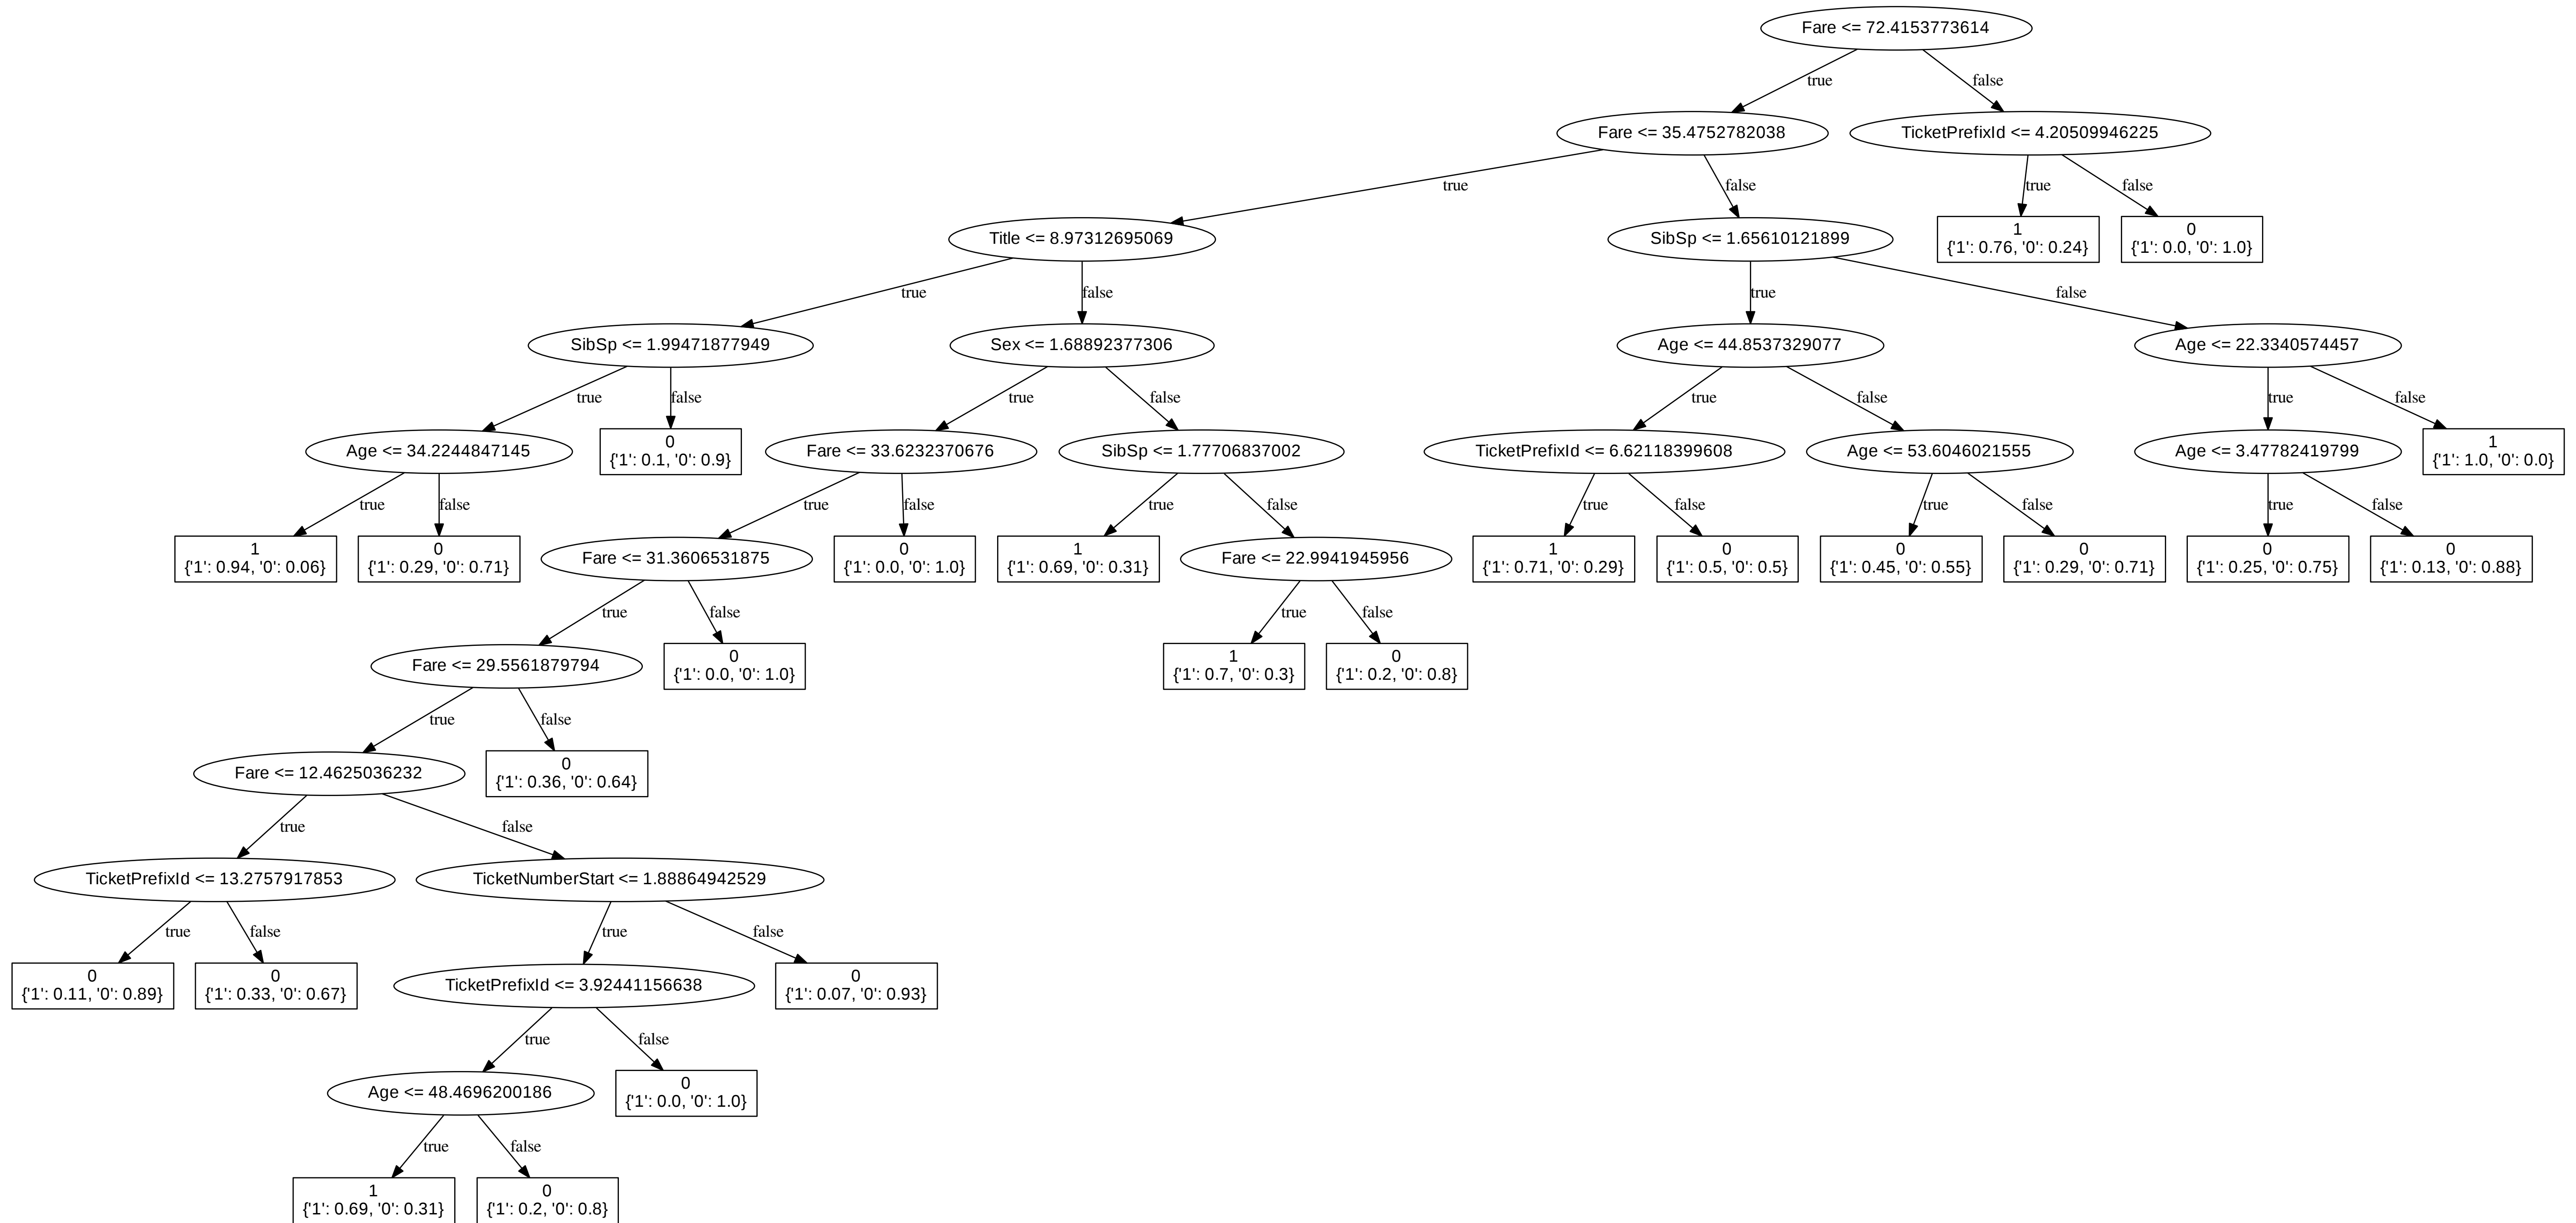 Fare <= 72.4153773614
true
false
Fare <= 35.4752782038
TicketPrefixId <= 4.20509946225
true
false
true
false
Title <= 8.97312695069
SibSp <= 1.65610121899
1
{'1': 0.76, '0': 0.24}
0
{'1': 0.0, '0': 1.0}
true
false
true
false
SibSp <= 1.99471877949
Sex <= 1.68892377306
Age <= 44.8537329077
Age <= 22.3340574457
true
false
true
false
true
false
true
false
Age <= 34.2244847145
0
{'1': 0.1, '0': 0.9}
Fare <= 33.6232370676
SibSp <= 1.77706837002
TicketPrefixId <= 6.62118399608
Age <= 53.6046021555
Age <= 3.47782419799
1
{'1': 1.0, '0': 0.0}
true
false
true
false
true
false
true
false
true
false
true
false
1
{'1': 0.94, '0': 0.06}
0
{'1': 0.29, '0': 0.71}
Fare <= 31.3606531875
0
{'1': 0.0, '0': 1.0}
1
{'1': 0.69, '0': 0.31}
Fare <= 22.9941945956
1
{'1': 0.71, '0': 0.29}
0
{'1': 0.5, '0': 0.5}
0
{'1': 0.45, '0': 0.55}
0
{'1': 0.29, '0': 0.71}
0
{'1': 0.25, '0': 0.75}
0
{'1': 0.13, '0': 0.88}
true
false
true
false
Fare <= 29.5561879794
0
{'1': 0.0, '0': 1.0}
1
{'1': 0.7, '0': 0.3}
0
{'1': 0.2, '0': 0.8}
true
false
Fare <= 12.4625036232
0
{'1': 0.36, '0': 0.64}
true
false
TicketPrefixId <= 13.2757917853
TicketNumberStart <= 1.88864942529
true
false
true
false
0
{'1': 0.11, '0': 0.89}
0
{'1': 0.33, '0': 0.67}
TicketPrefixId <= 3.92441156638
0
{'1': 0.07, '0': 0.93}
true
false
Age <= 48.4696200186
0
{'1': 0.0, '0': 1.0}
true
false
1
{'1': 0.69, '0': 0.31}
0
{'1': 0.2, '0': 0.8}